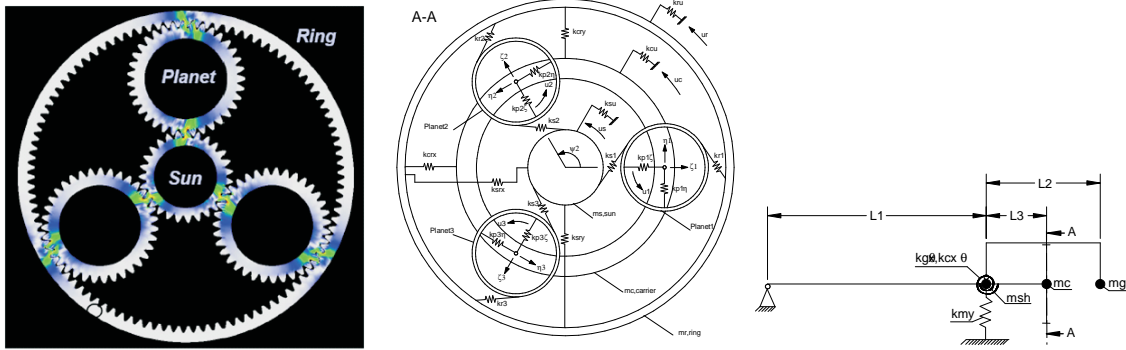 Ring
Planet
Sun
A-A
kru
ur
kcry
kcu
uc
kr2
ζ2
kp2η
u2
η2
kp2ζ
Planet2
ks2
ksu
us
ψ2
ks1
η1
kr1
kp1ζ
ζ1
u1
kp1η
kcrx
ksrx
ks3
ms,sun
Planet1
Planet3
u3
kp3η
kp3ζ
ksry
ζ3
η3
kr3
mc,carrier
mr,ring
L2
L1
L3
A
mc
mg
msh
kmy
A